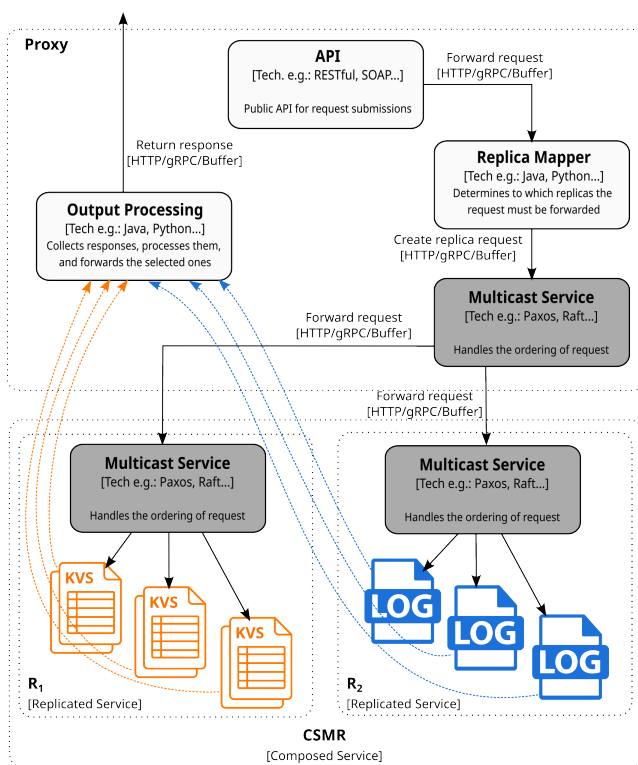 Proxy
API
[Tech. e.g.: RESTful, SOAP...]
Public API for request submissions
Forward request
[HTTP/gRPC/Buffer]
Return response
[HTTP/gRPC/Buffer]
Replica Mapper
[Tech e.g.: Java, Python...]
Determines to which replicas the
request must be forwarded
Output Processing
[Tech e.g.: Java, Python...]
Collects responses, processes them,
and forwards the selected ones
Create replica request
[HTTP/gRPC/Buffer]
Multicast Service
[Tech e.g.: Paxos, Raft...]
Handles the ordering of request
Forward request
[HTTP/gRPC/Buffer]
Forward request
[HTTP/gRPC/Buffer]
Multicast Service
[Tech e.g.: Paxos, Raft...]
Handles the ordering of request
Multicast Service
[Tech e.g.: Paxos, Raft...]
Handles the ordering of request
KVS
KVS
KVS
LOG
LOG
LOG
R₁
[Replicated Service]
R₂
[Replicated Service]
CSMR
[Composed Service]